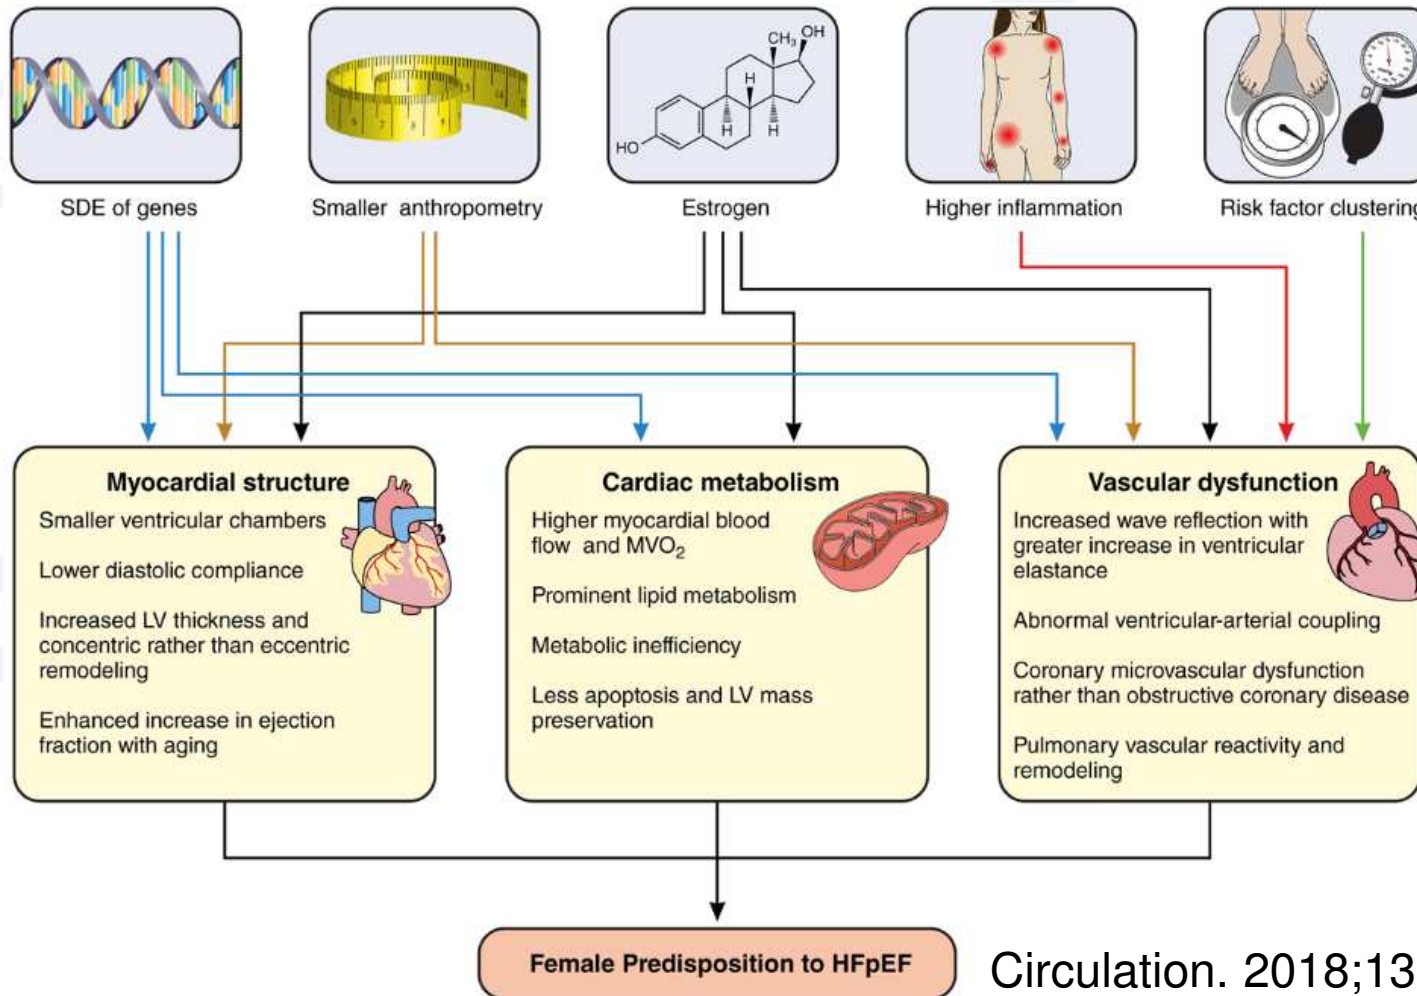 CH3
OH
H
H
H
HO
SDE of genes
Smaller anthropometry
Estrogen
Higher inflammation
Risk factor clustering
Myocardial structure
Smaller ventricular chambers
Lower diastolic compliance
Increased LV thickness and
concentric rather than eccentric
remodeling
Enhanced increase in ejection
fraction with aging
Cardiac metabolism
Higher myocardial blood
flow and MVO2
Prominent lipid metabolism
Metabolic inefficiency
Less apoptosis and LV mass
preservation
Vascular dysfunction
Increased wave reflection with
greater increase in ventricular
elastance
Abnormal ventricular-arterial coupling
Coronary microvascular dysfunction
rather than obstructive coronary disease
Pulmonary vascular reactivity and
remodeling
Female Predisposition to HFpEF
Circulation. 2018;13